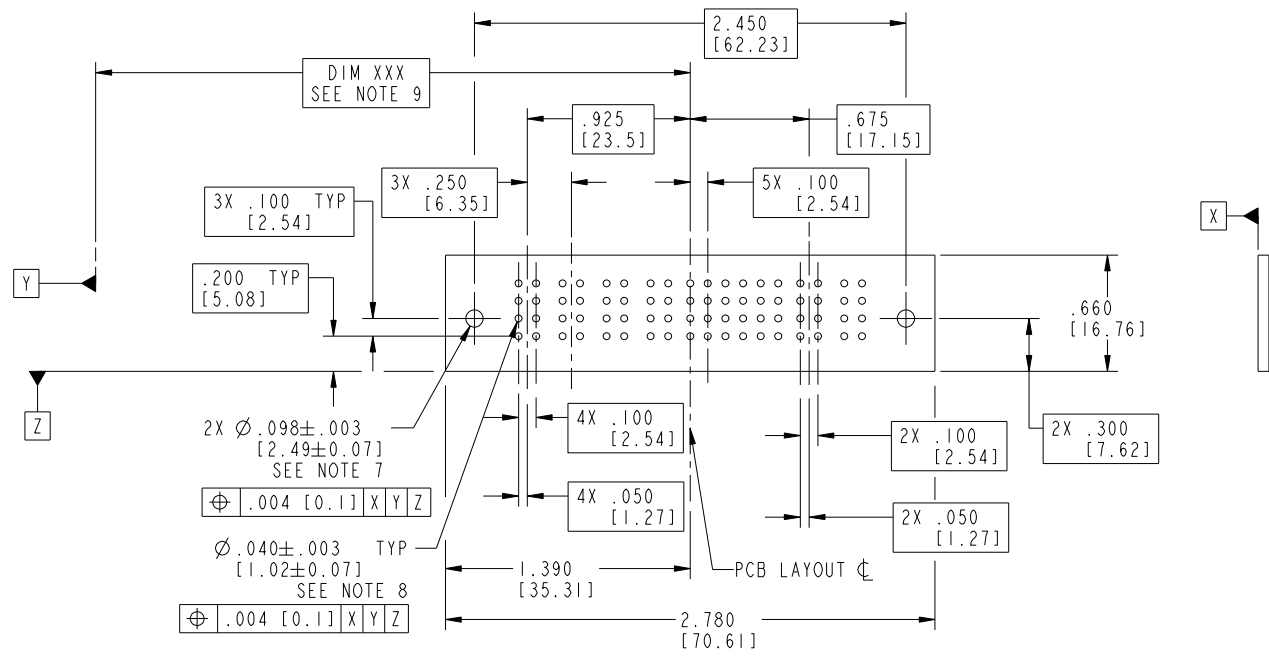 2.450
[62.23]
DIM XXX
SEE NOTE 9
.925
[23.5]
.675
[17.15]
3X .250
[6.35]
5X .100
[2.54]
3X .100 TYP
[2.54]
X
Y
.200 TYP
[5.08]
.660
[16.76]
Z
2X Ø .098±.003
[2.49±0.07]
SEE NOTE 7
⌖ .004 [0.1] X Y Z
4X .100
[2.54]
2X .100
[2.54]
2X .300
[7.62]
4X .050
[1.27]
2X .050
[1.27]
Ø .040±.003 TYP
[1.02±0.07]
SEE NOTE 8
⌖ .004 [0.1] X Y Z
1.390
[35.31]
PCB LAYOUT ℄
2.780
[70.61]